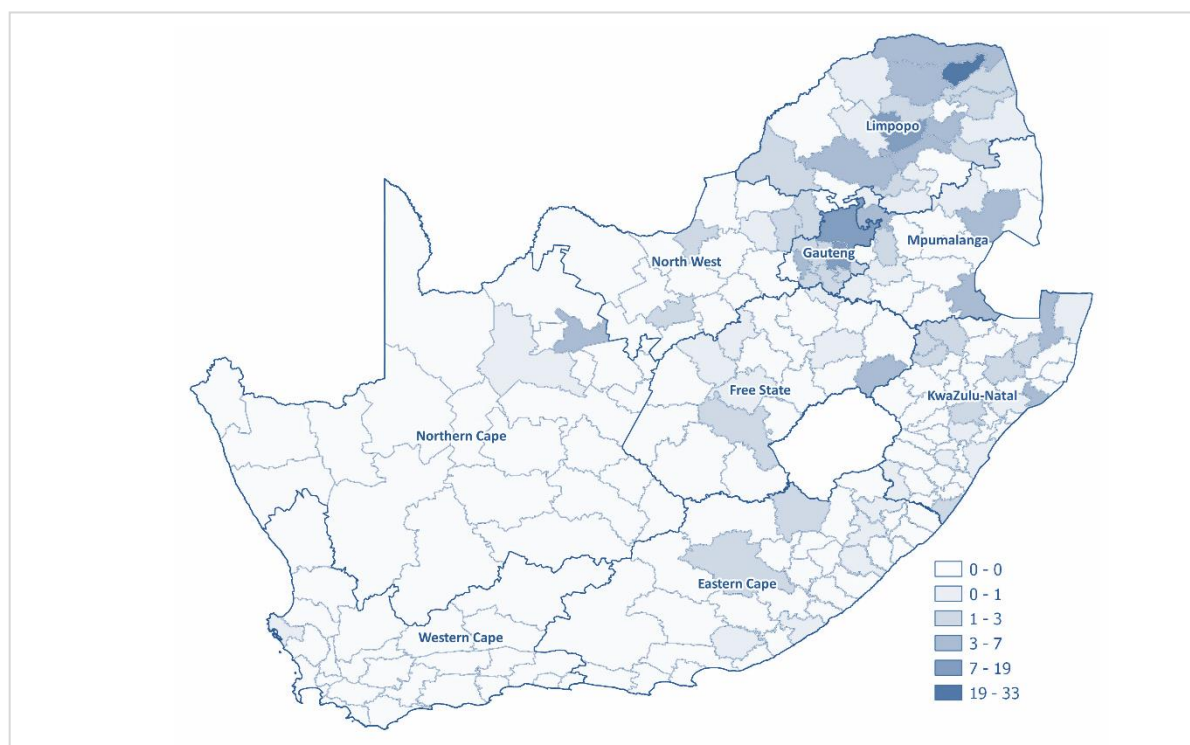 Limpopo
Mpumalanga
Gauteng
North West
Free State
KwaZulu-Natal
Northern Cape
Eastern Cape
Western Cape
0 - 0
0 - 1
1 - 3
3 - 7
7 - 19
19 - 33